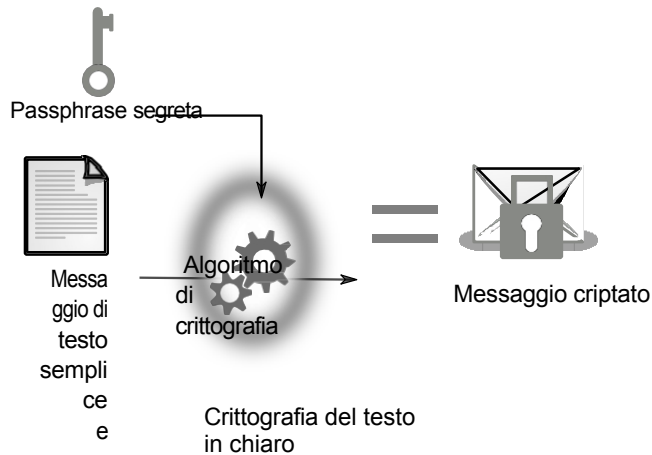 Passphrase segreta
Messa
ggio di
testo
sempli
ce
e
Algoritmo
di
crittografia
Messaggio criptato
Crittografia del testo
in chiaro